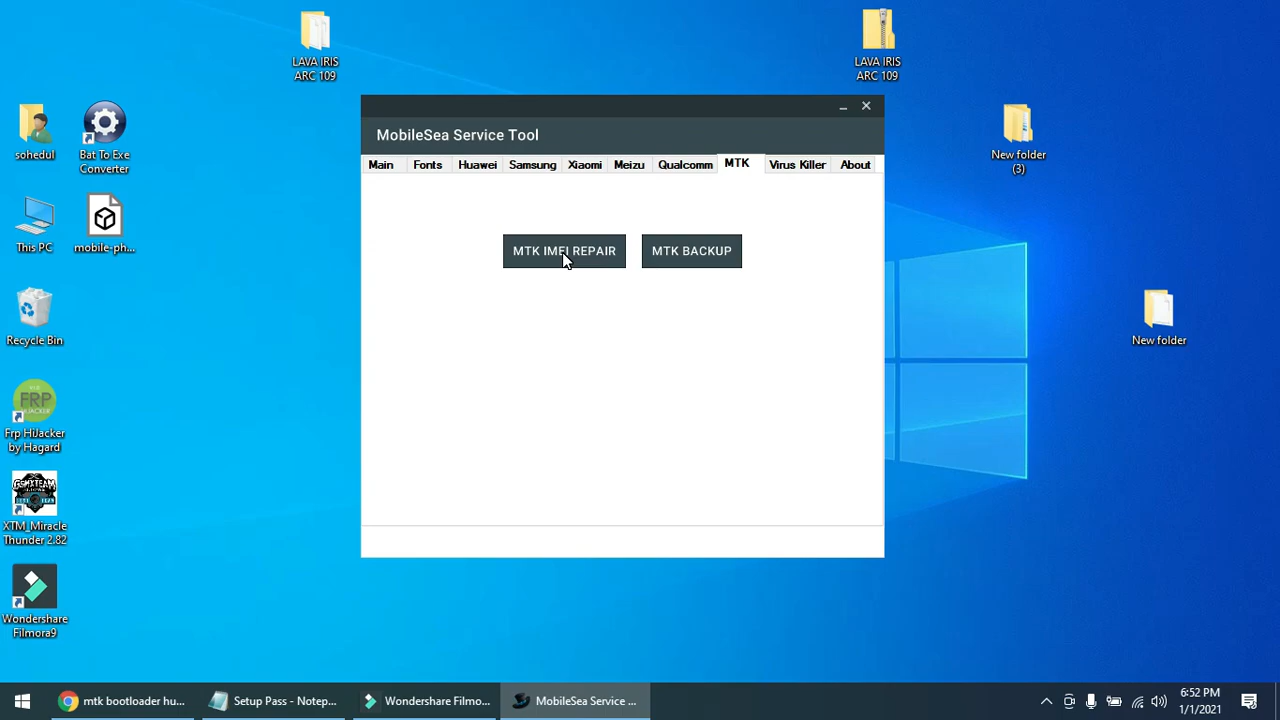 LAVA IRIS
ARC 109
LAVA IRIS
ARC 109
sohedul
Bat To Exe
Converter
New folder
(3)
This PC
mobile-ph...
Recycle Bin
New folder
FRP
Frp HiJacker
by Hagard
XTM_Miracle
Thunder 2.82
Wondershare
Filmora9
MobileSea Service Tool
Main Fonts Huawei Samsung Xiaomi Meizu Qualcomm MTK Virus Killer About
MTK IMEI REPAIR MTK BACKUP
mtk bootloader hu...
Setup Pass - Notep...
Wondershare Filmo...
MobileSea Service ...
6:52 PM
1/1/2021